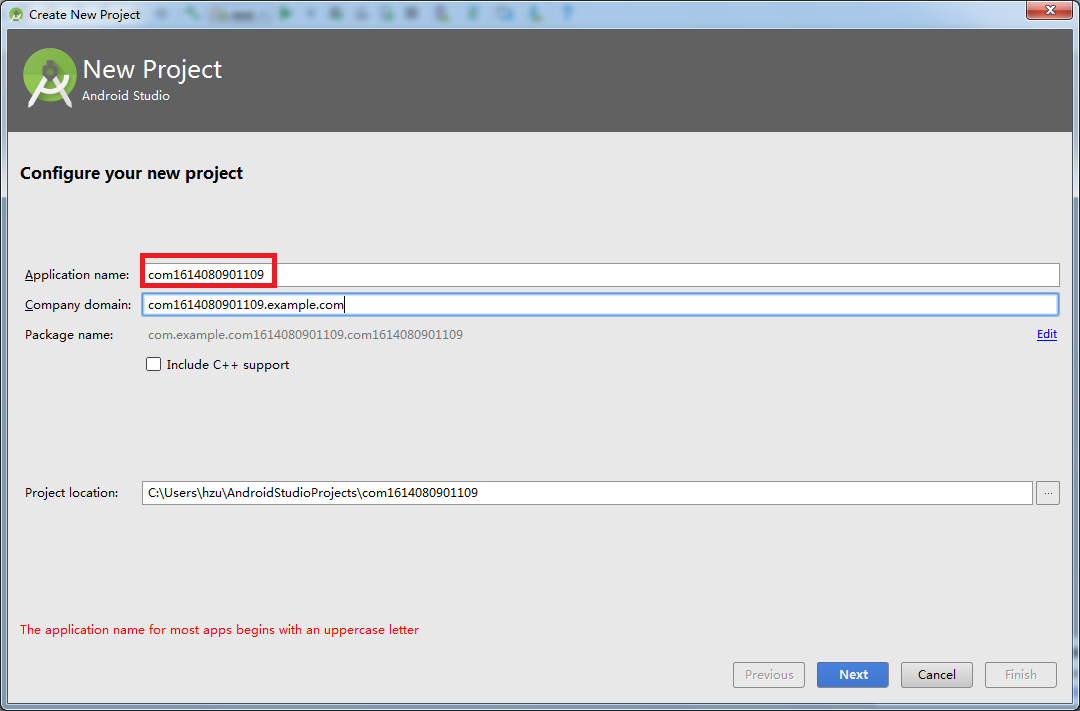 Create New Project
New Project
Android Studio
Configure your new project
Application name: com1614080901109
Company domain: com1614080901109.example.com
Package name: com.example.com1614080901109.com1614080901109 Edit
Include C++ support
Project location: C:\Users\hzu\AndroidStudioProjects\com1614080901109 ...
The application name for most apps begins with an uppercase letter
Previous Next Cancel Finish